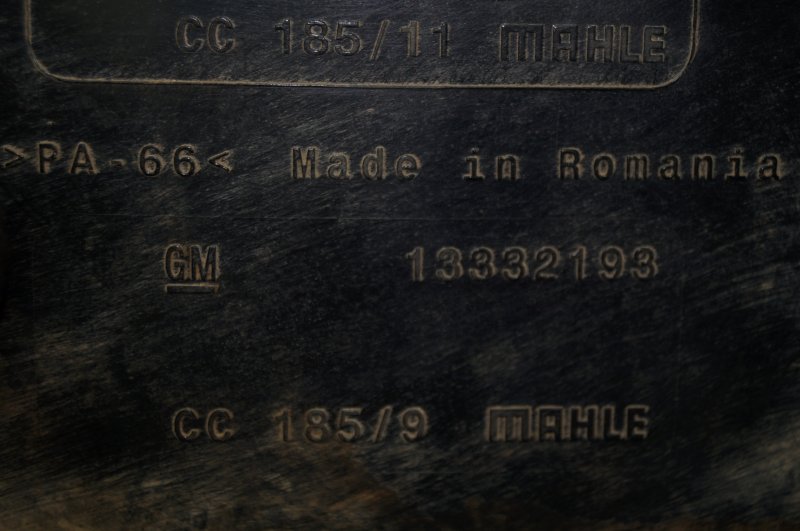 CC 185/11 MAHLE
>PA-66< Made in Romania
GM 13332193
CC 185/9 MAHLE